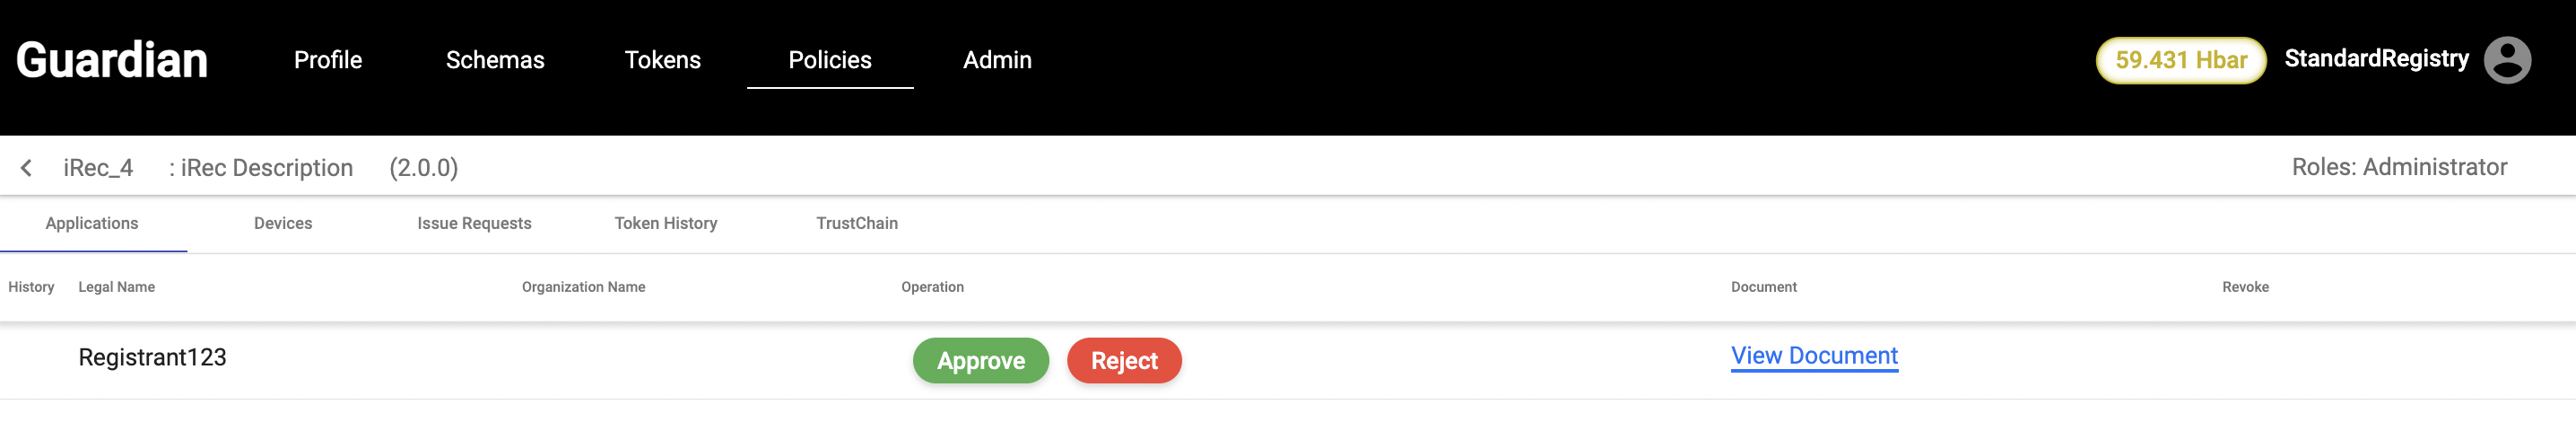 Guardian Profile Schemas Tokens Policies Admin 59.431 Hbar StandardRegistry
iRec_4 : iRec Description (2.0.0) Roles: Administrator
Applications Devices Issue Requests Token History TrustChain
History Legal Name Organization Name Operation Document Revoke
Registrant123 Approve Reject View Document